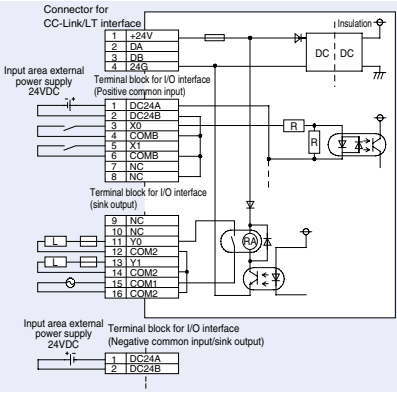 Connector for
CC-Link/LT interface
Insulation
1 +24V
2 DA
3 DB
4 24G
DC DC
Input area external
power supply
24VDC
- +
Terminal block for I/O interface
(Positive common input)
1 DC24A
2 DC24B
3 X0
4 COMB
5 X1
6 COMB
7 NC
8 NC
R
R
Terminal block for I/O interface
(sink output)
9 NC
10 NC
11 Y0
12 COM2
13 Y1
14 COM2
15 COM1
16 COM2
L
L
RA
Input area external
power supply
24VDC
+ -
Terminal block for I/O interface
(Negative common input/sink output)
1 DC24A
2 DC24B